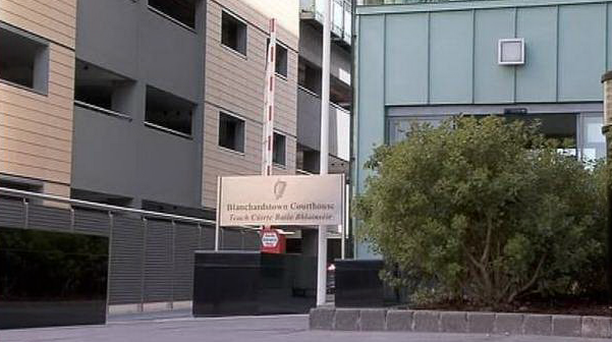 Blanchardstown Courthouse
Teach Cúirte Baile Bhlainséir